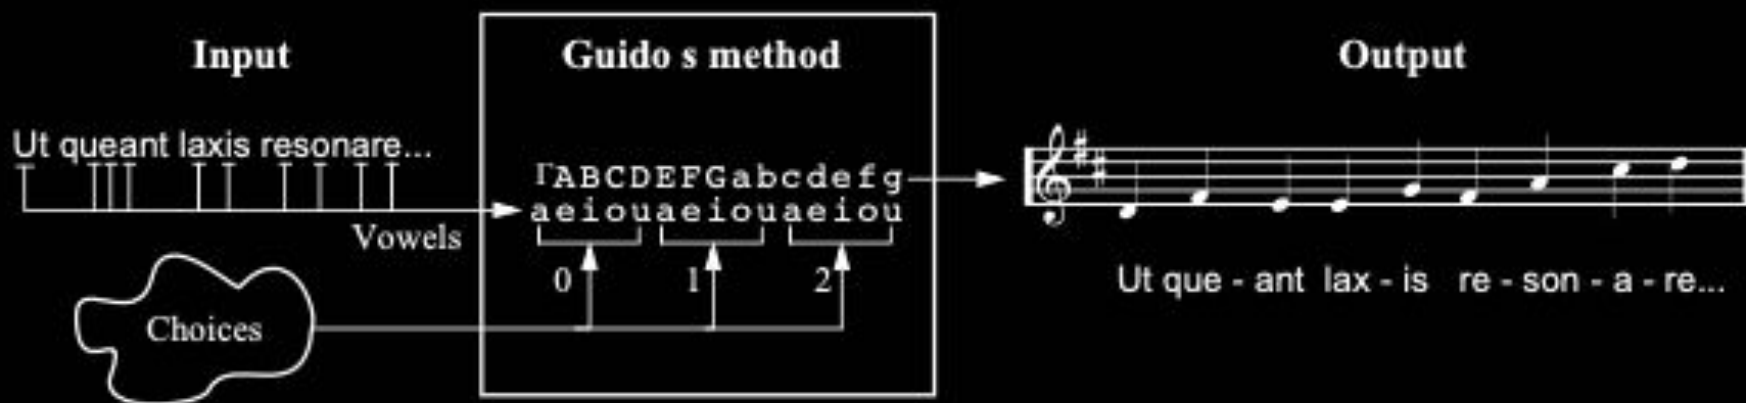 Input
Guido s method
Output
Ut queant laxis resonare...
ΓABCDEFGabcdefg
aeiouaeiouaeiou
Vowels
0 1 2
Choices
Ut que - ant lax - is re - son - a - re...